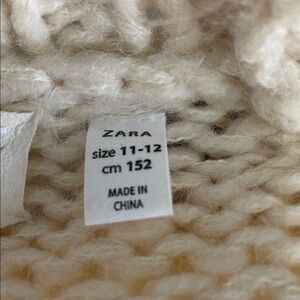 ZARA
size 11-12
cm 152
MADE IN
CHINA